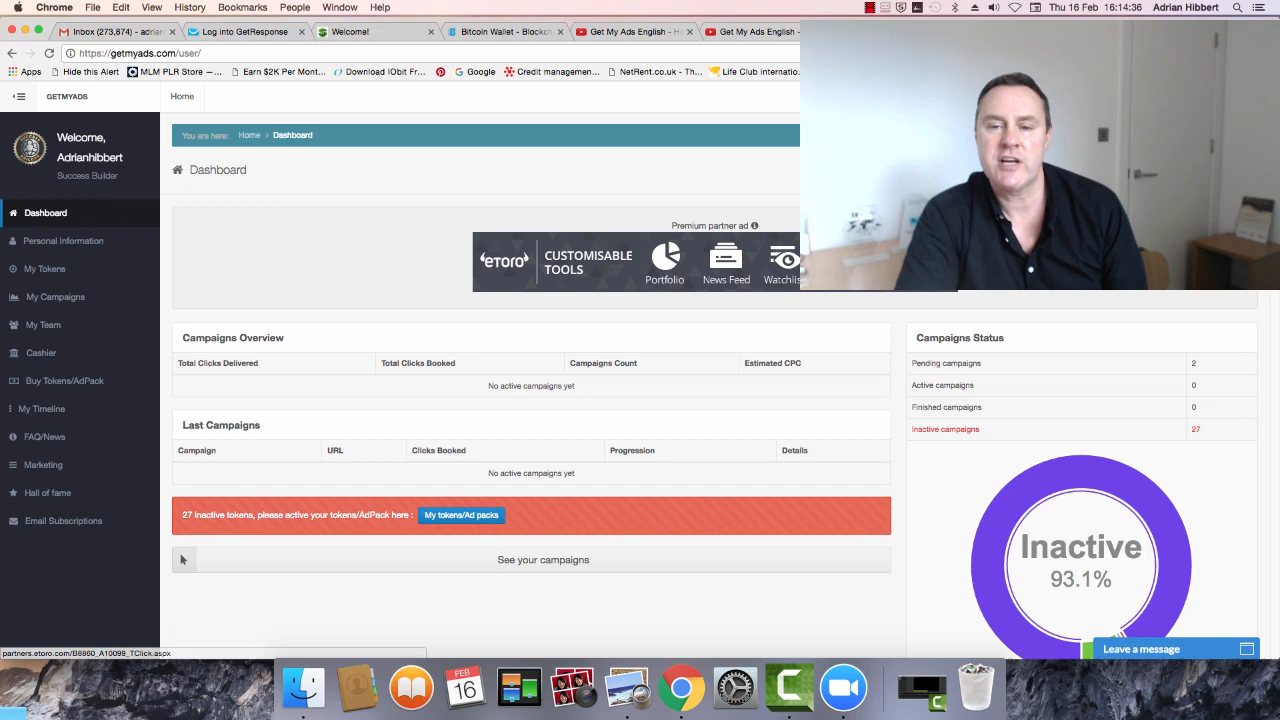 Chrome File Edit View History Bookmarks People Window Help
Thu 16 Feb 16:14:36 Adrian Hibbert
Inbox (273,874) - adrianhi
Log into GetResponse
Welcome!
Bitcoin Wallet - Blockch
Get My Ads English -
Get My Ads English -
https://getmyads.com/user/
Apps Hide this Alert MLM PLR Store — Earn $2K Per Mont... Download IObit Fr... Google Credit managemen... NetRent.co.uk - Th... Life Club internatio
GETMYADS
Home
Welcome,
Adrianhibbert
Success Builder
Dashboard
Personal Information
My Tokens
My Campaigns
My Team
Cashier
Buy Tokens/AdPack
My Timeline
FAQ/News
Marketing
Hall of fame
Email Subscriptions
You are here: Home > Dashboard
Dashboard
Premium partner ad
eToro CUSTOMISABLE
TOOLS
Portfolio News Feed Watchlis
Campaigns Overview
Total Clicks Delivered Total Clicks Booked Campaigns Count Estimated CPC
No active campaigns yet
Last Campaigns
Campaign URL Clicks Booked Progression Details
No active campaigns yet
27 inactive tokens, please active your tokens/AdPack here : My tokens/Ad packs
See your campaigns
Campaigns Status
Pending campaigns 2
Active campaigns 0
Finished campaigns 0
Inactive campaigns 27
Inactive
93.1%
Leave a message
partners.etoro.com/B8860_A10099_TClick.aspx
FEB
16